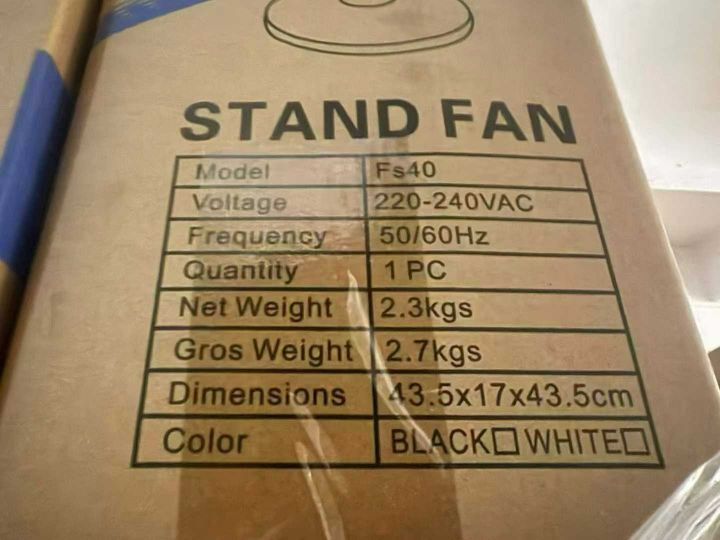 STAND FAN
Model Fs40
Voltage 220-240VAC
Frequency 50/60Hz
Quantity 1 PC
Net Weight 2.3kgs
Gros Weight 2.7kgs
Dimensions 43.5x17x43.5cm
Color BLACK☐ WHITE☐